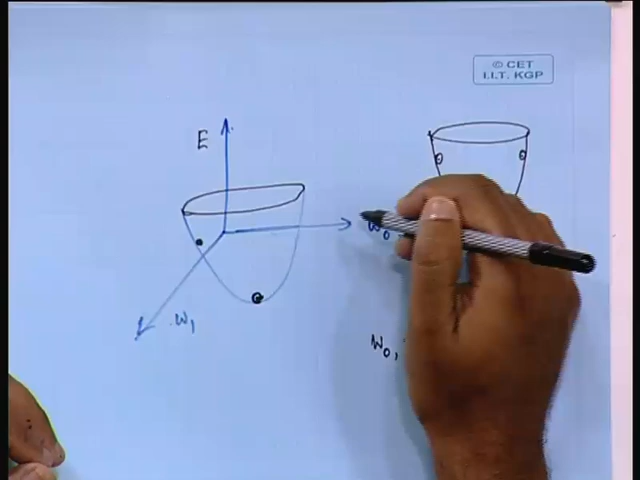 © CET
I.I.T. KGP
E
w₀
w₁
w₀,